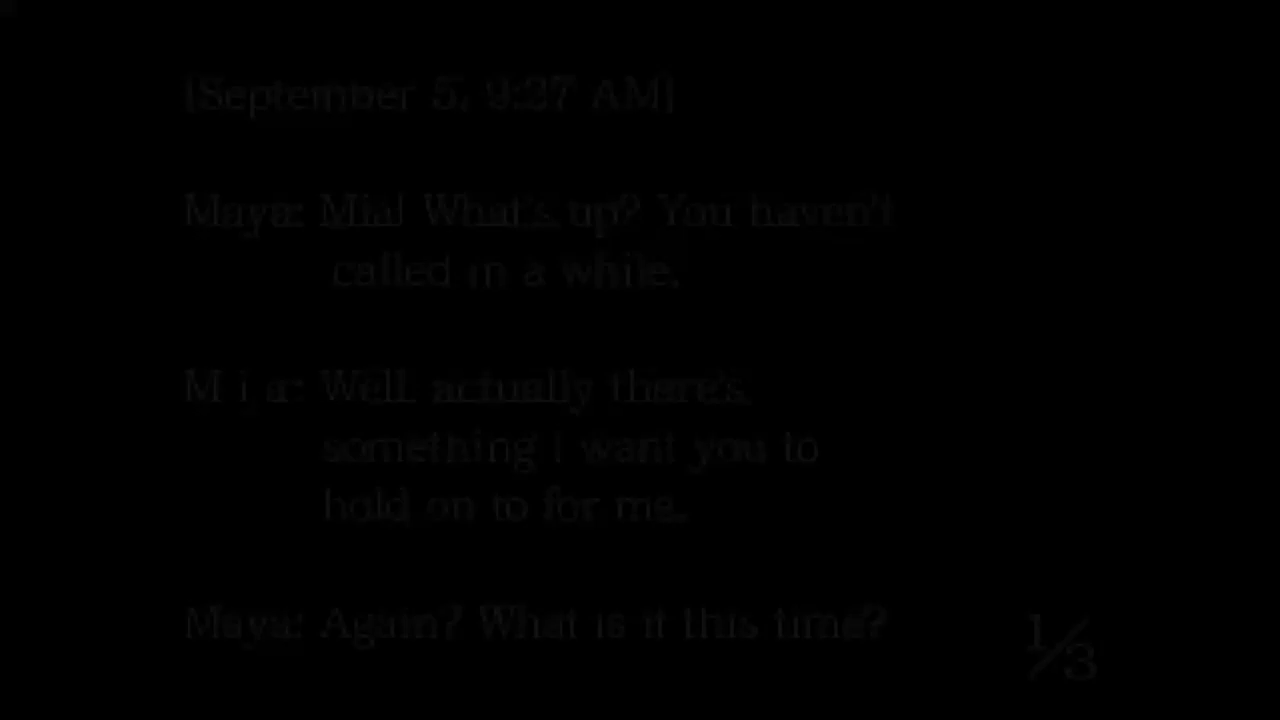 [September 5, 9:27 AM]
Maya: Mia! What's up? You haven't
called in a while.
M i a: Well, actually there's
something I want you to
hold on to for me.
Maya: Again? What is it this time?
1/3